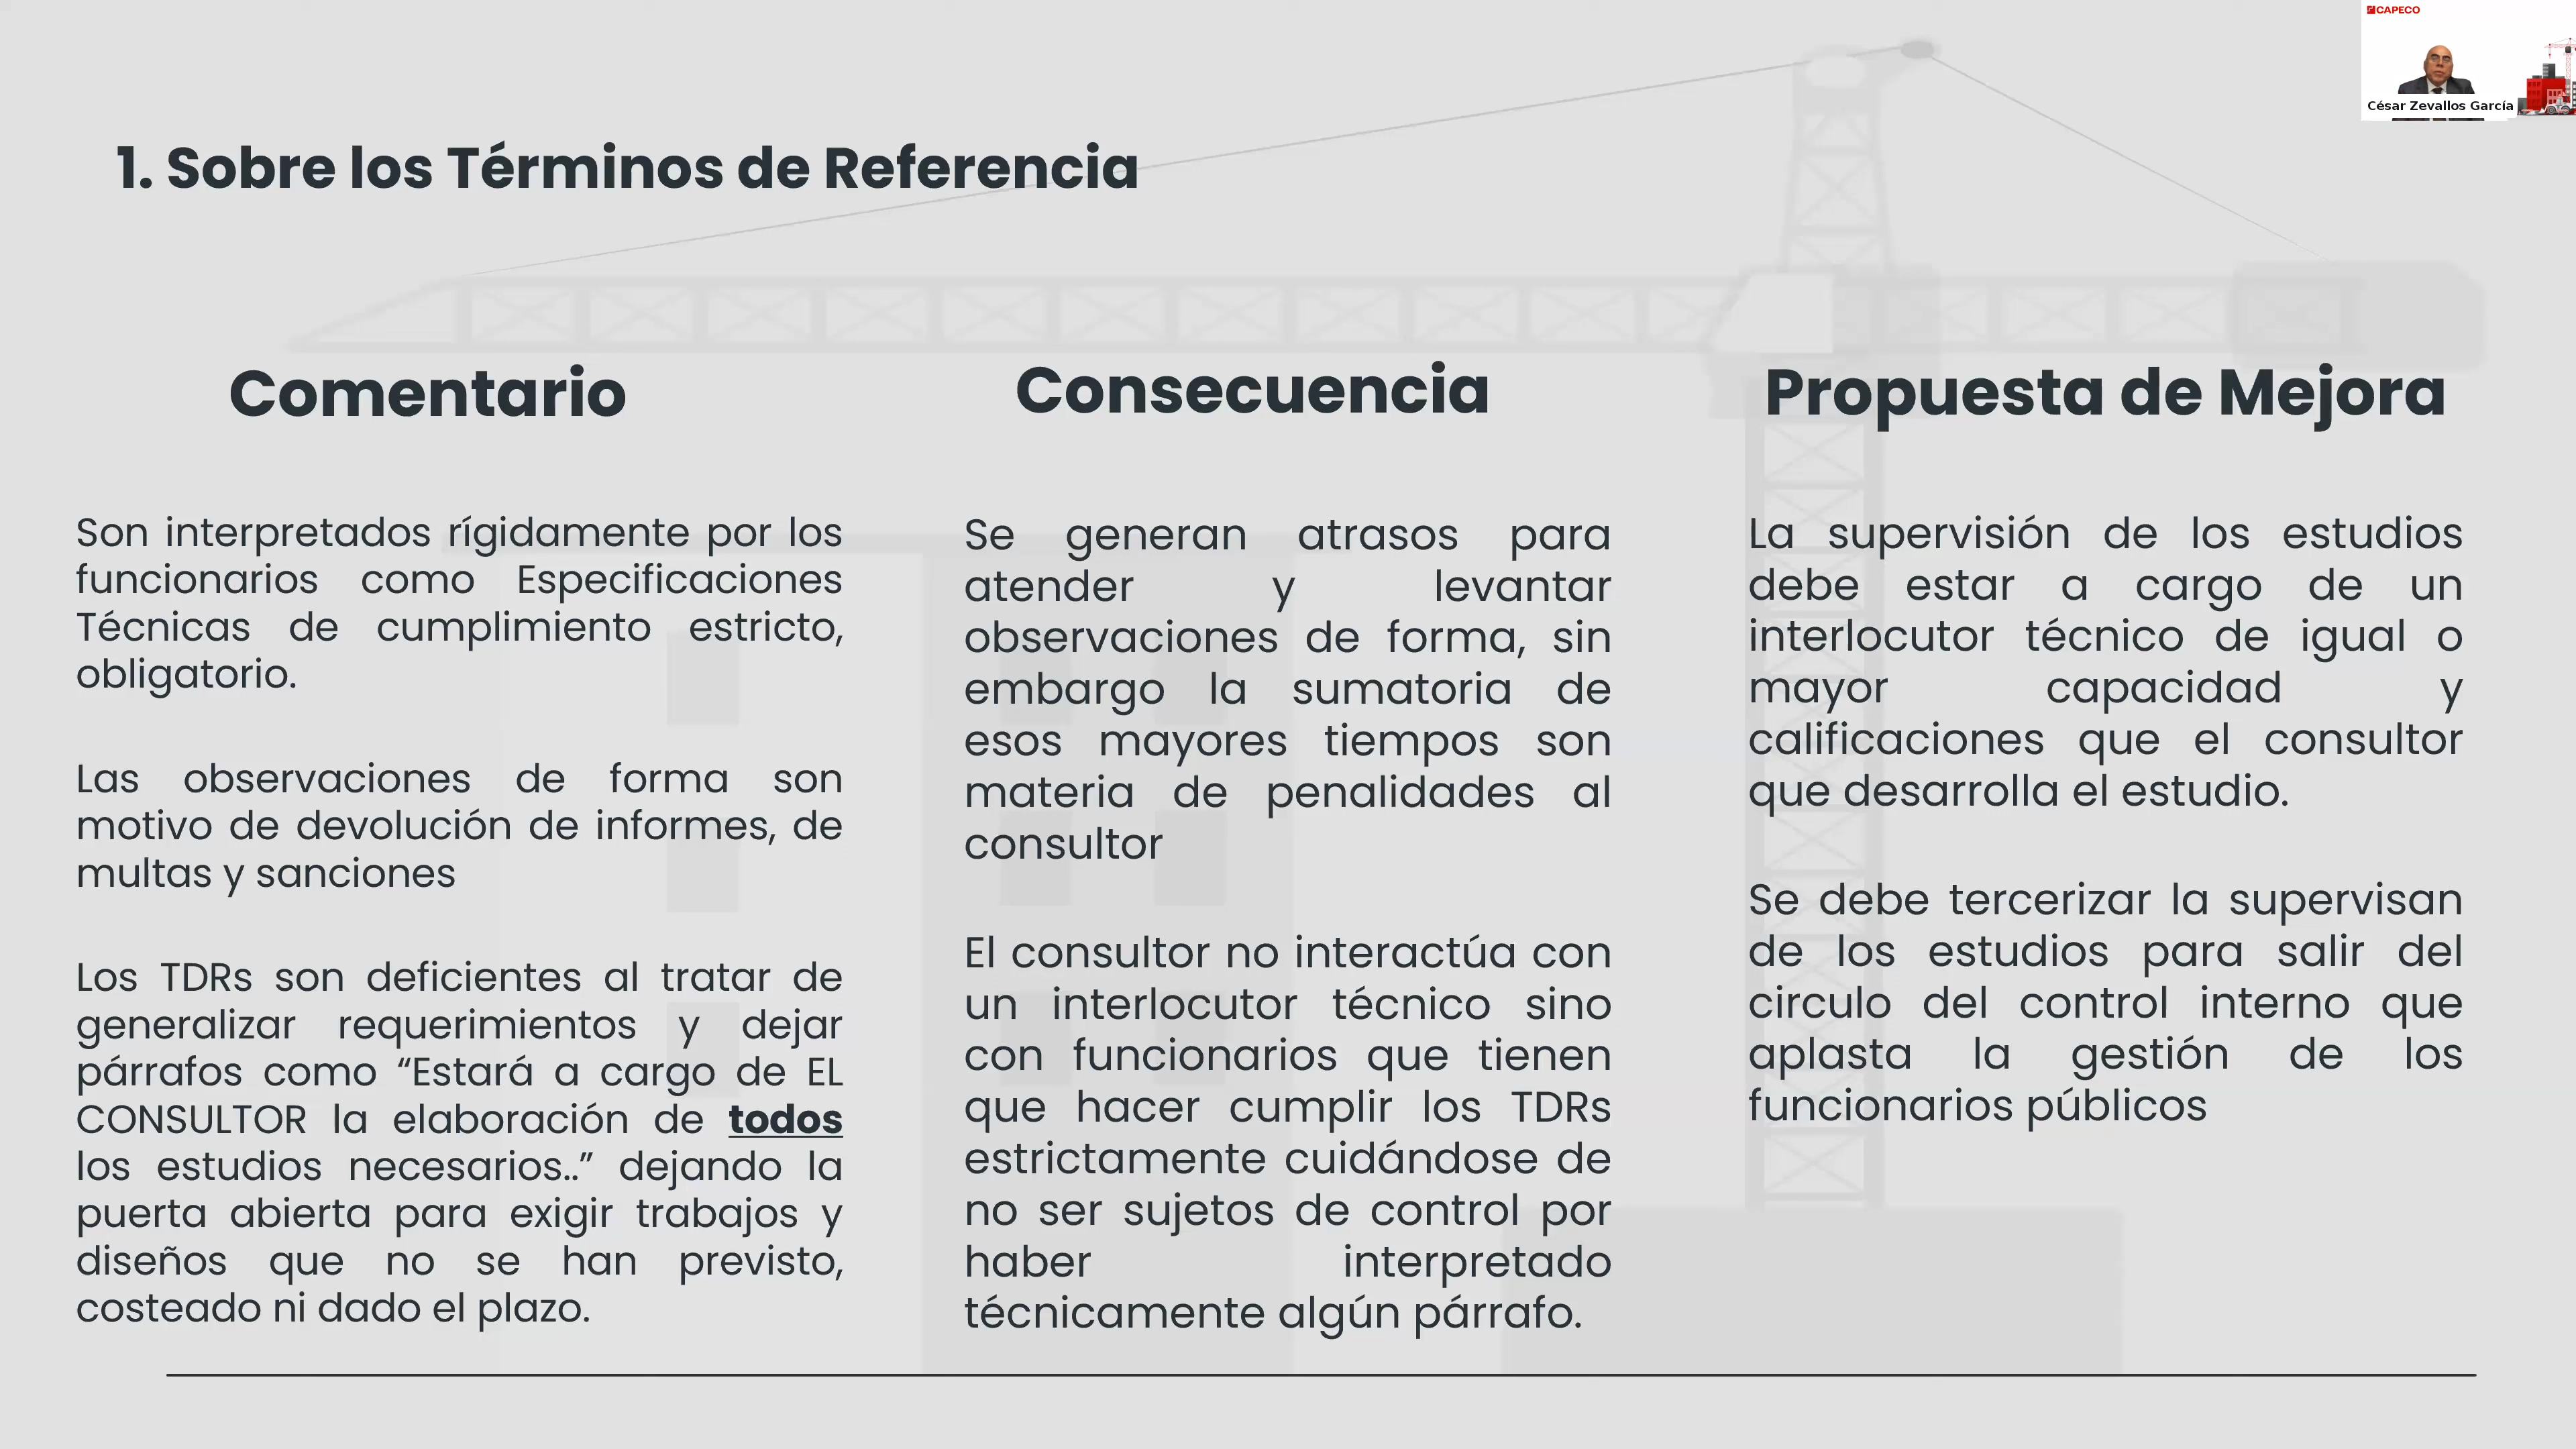 CAPECO
César Zevallos García
1. Sobre los Términos de Referencia
Comentario
Son interpretados rígidamente por los
funcionarios como Especificaciones
Técnicas de cumplimiento estricto,
obligatorio.
Las observaciones de forma son
motivo de devolución de informes, de
multas y sanciones
Los TDRs son deficientes al tratar de
generalizar requerimientos y dejar
párrafos como “Estará a cargo de EL
CONSULTOR la elaboración de todos
los estudios necesarios..” dejando la
puerta abierta para exigir trabajos y
diseños que no se han previsto,
costeado ni dado el plazo.
Consecuencia
Se generan atrasos para
atender y levantar
observaciones de forma, sin
embargo la sumatoria de
esos mayores tiempos son
materia de penalidades al
consultor
El consultor no interactúa con
un interlocutor técnico sino
con funcionarios que tienen
que hacer cumplir los TDRs
estrictamente cuidándose de
no ser sujetos de control por
haber interpretado
técnicamente algún párrafo.
Propuesta de Mejora
La supervisión de los estudios
debe estar a cargo de un
interlocutor técnico de igual o
mayor capacidad y
calificaciones que el consultor
que desarrolla el estudio.
Se debe tercerizar la supervisan
de los estudios para salir del
circulo del control interno que
aplasta la gestión de los
funcionarios públicos